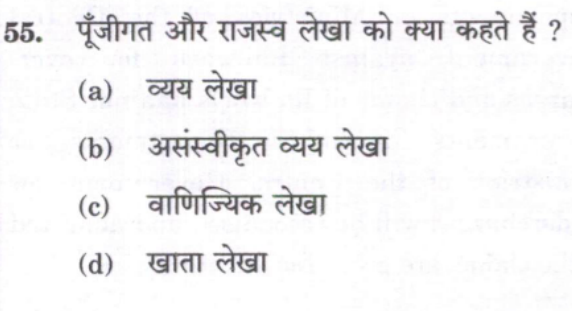 55. पूँजीगत और राजस्व लेखा को क्या कहते हैं ?
(a) व्यय लेखा
(b) असंस्वीकृत व्यय लेखा
(c) वाणिज्यिक लेखा
(d) खाता लेखा